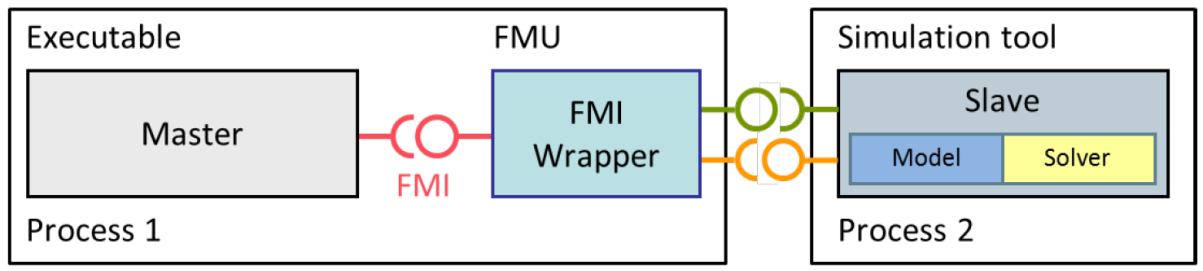 Executable
FMU
Simulation tool
Master
FMI
FMI
Wrapper
Slave
Model
Solver
Process 1
Process 2